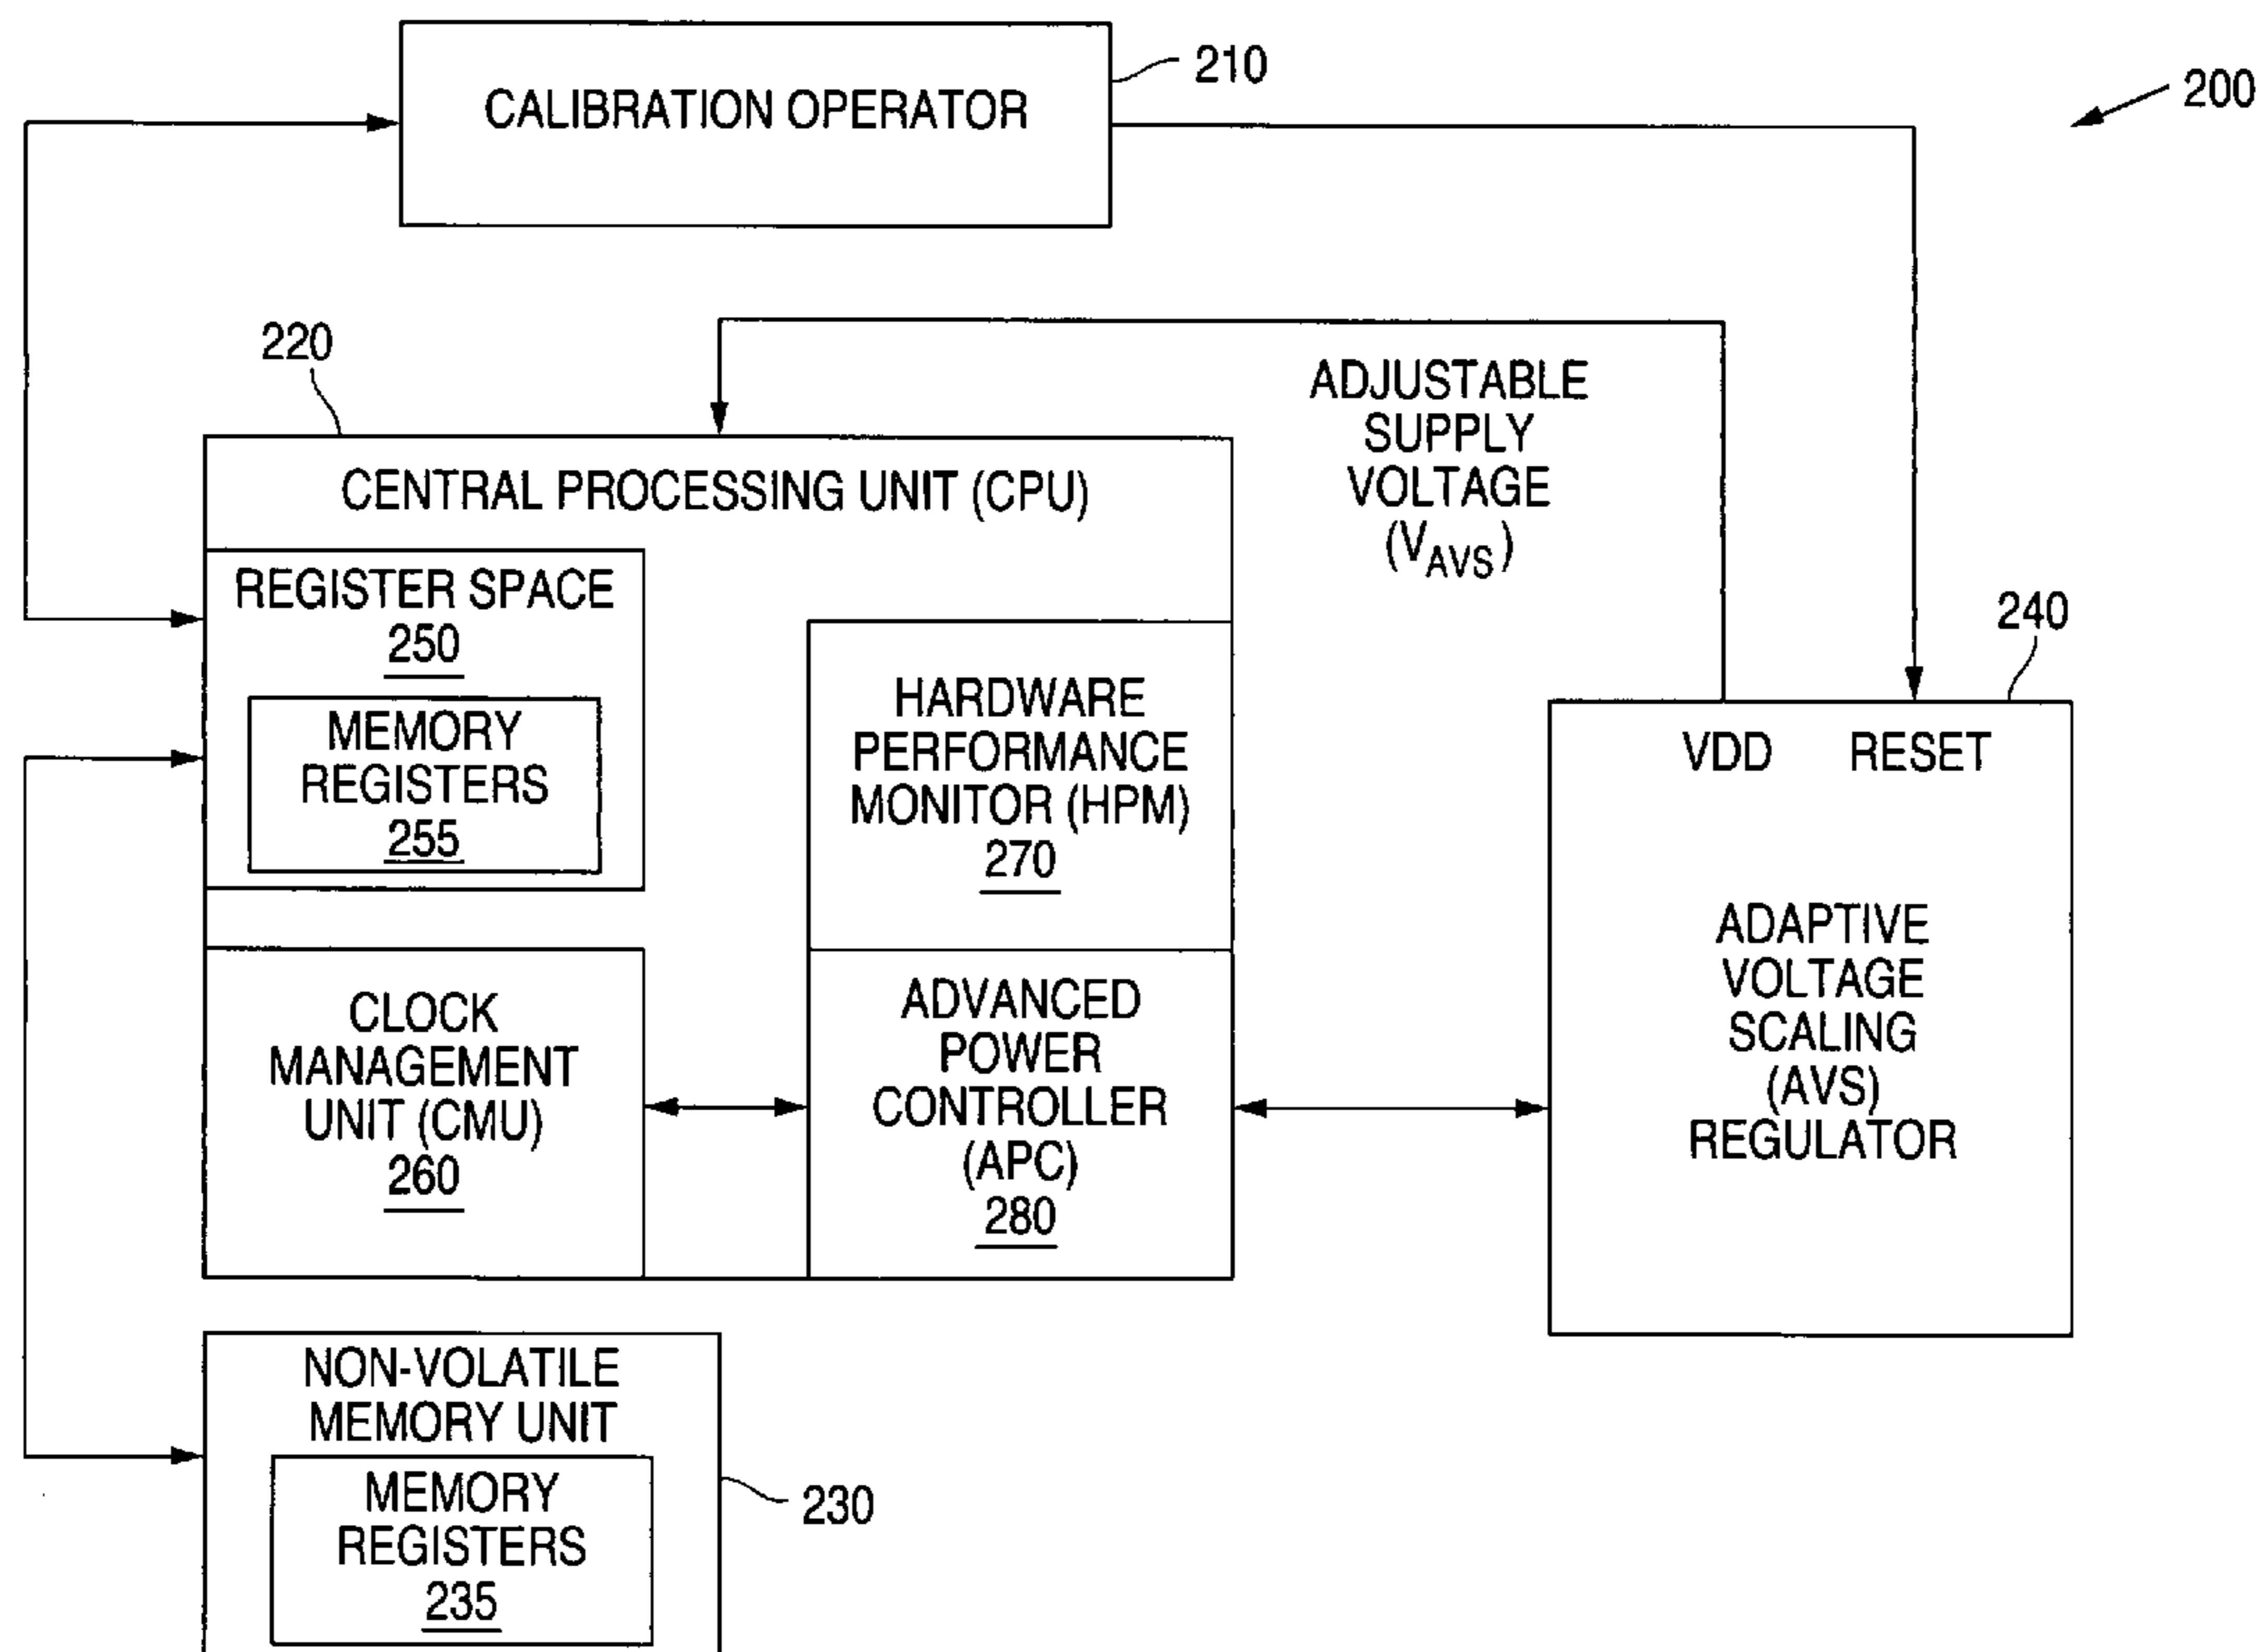 210
200
CALIBRATION OPERATOR
220
ADJUSTABLE
SUPPLY
VOLTAGE
(VAVS)
CENTRAL PROCESSING UNIT (CPU)
REGISTER SPACE
250
MEMORY
REGISTERS
255
HARDWARE
PERFORMANCE
MONITOR (HPM)
270
240
VDD RESET
ADAPTIVE
VOLTAGE
SCALING
(AVS)
REGULATOR
CLOCK
MANAGEMENT
UNIT (CMU)
260
ADVANCED
POWER
CONTROLLER
(APC)
280
NON-VOLATILE
MEMORY UNIT
MEMORY
REGISTERS
235
230